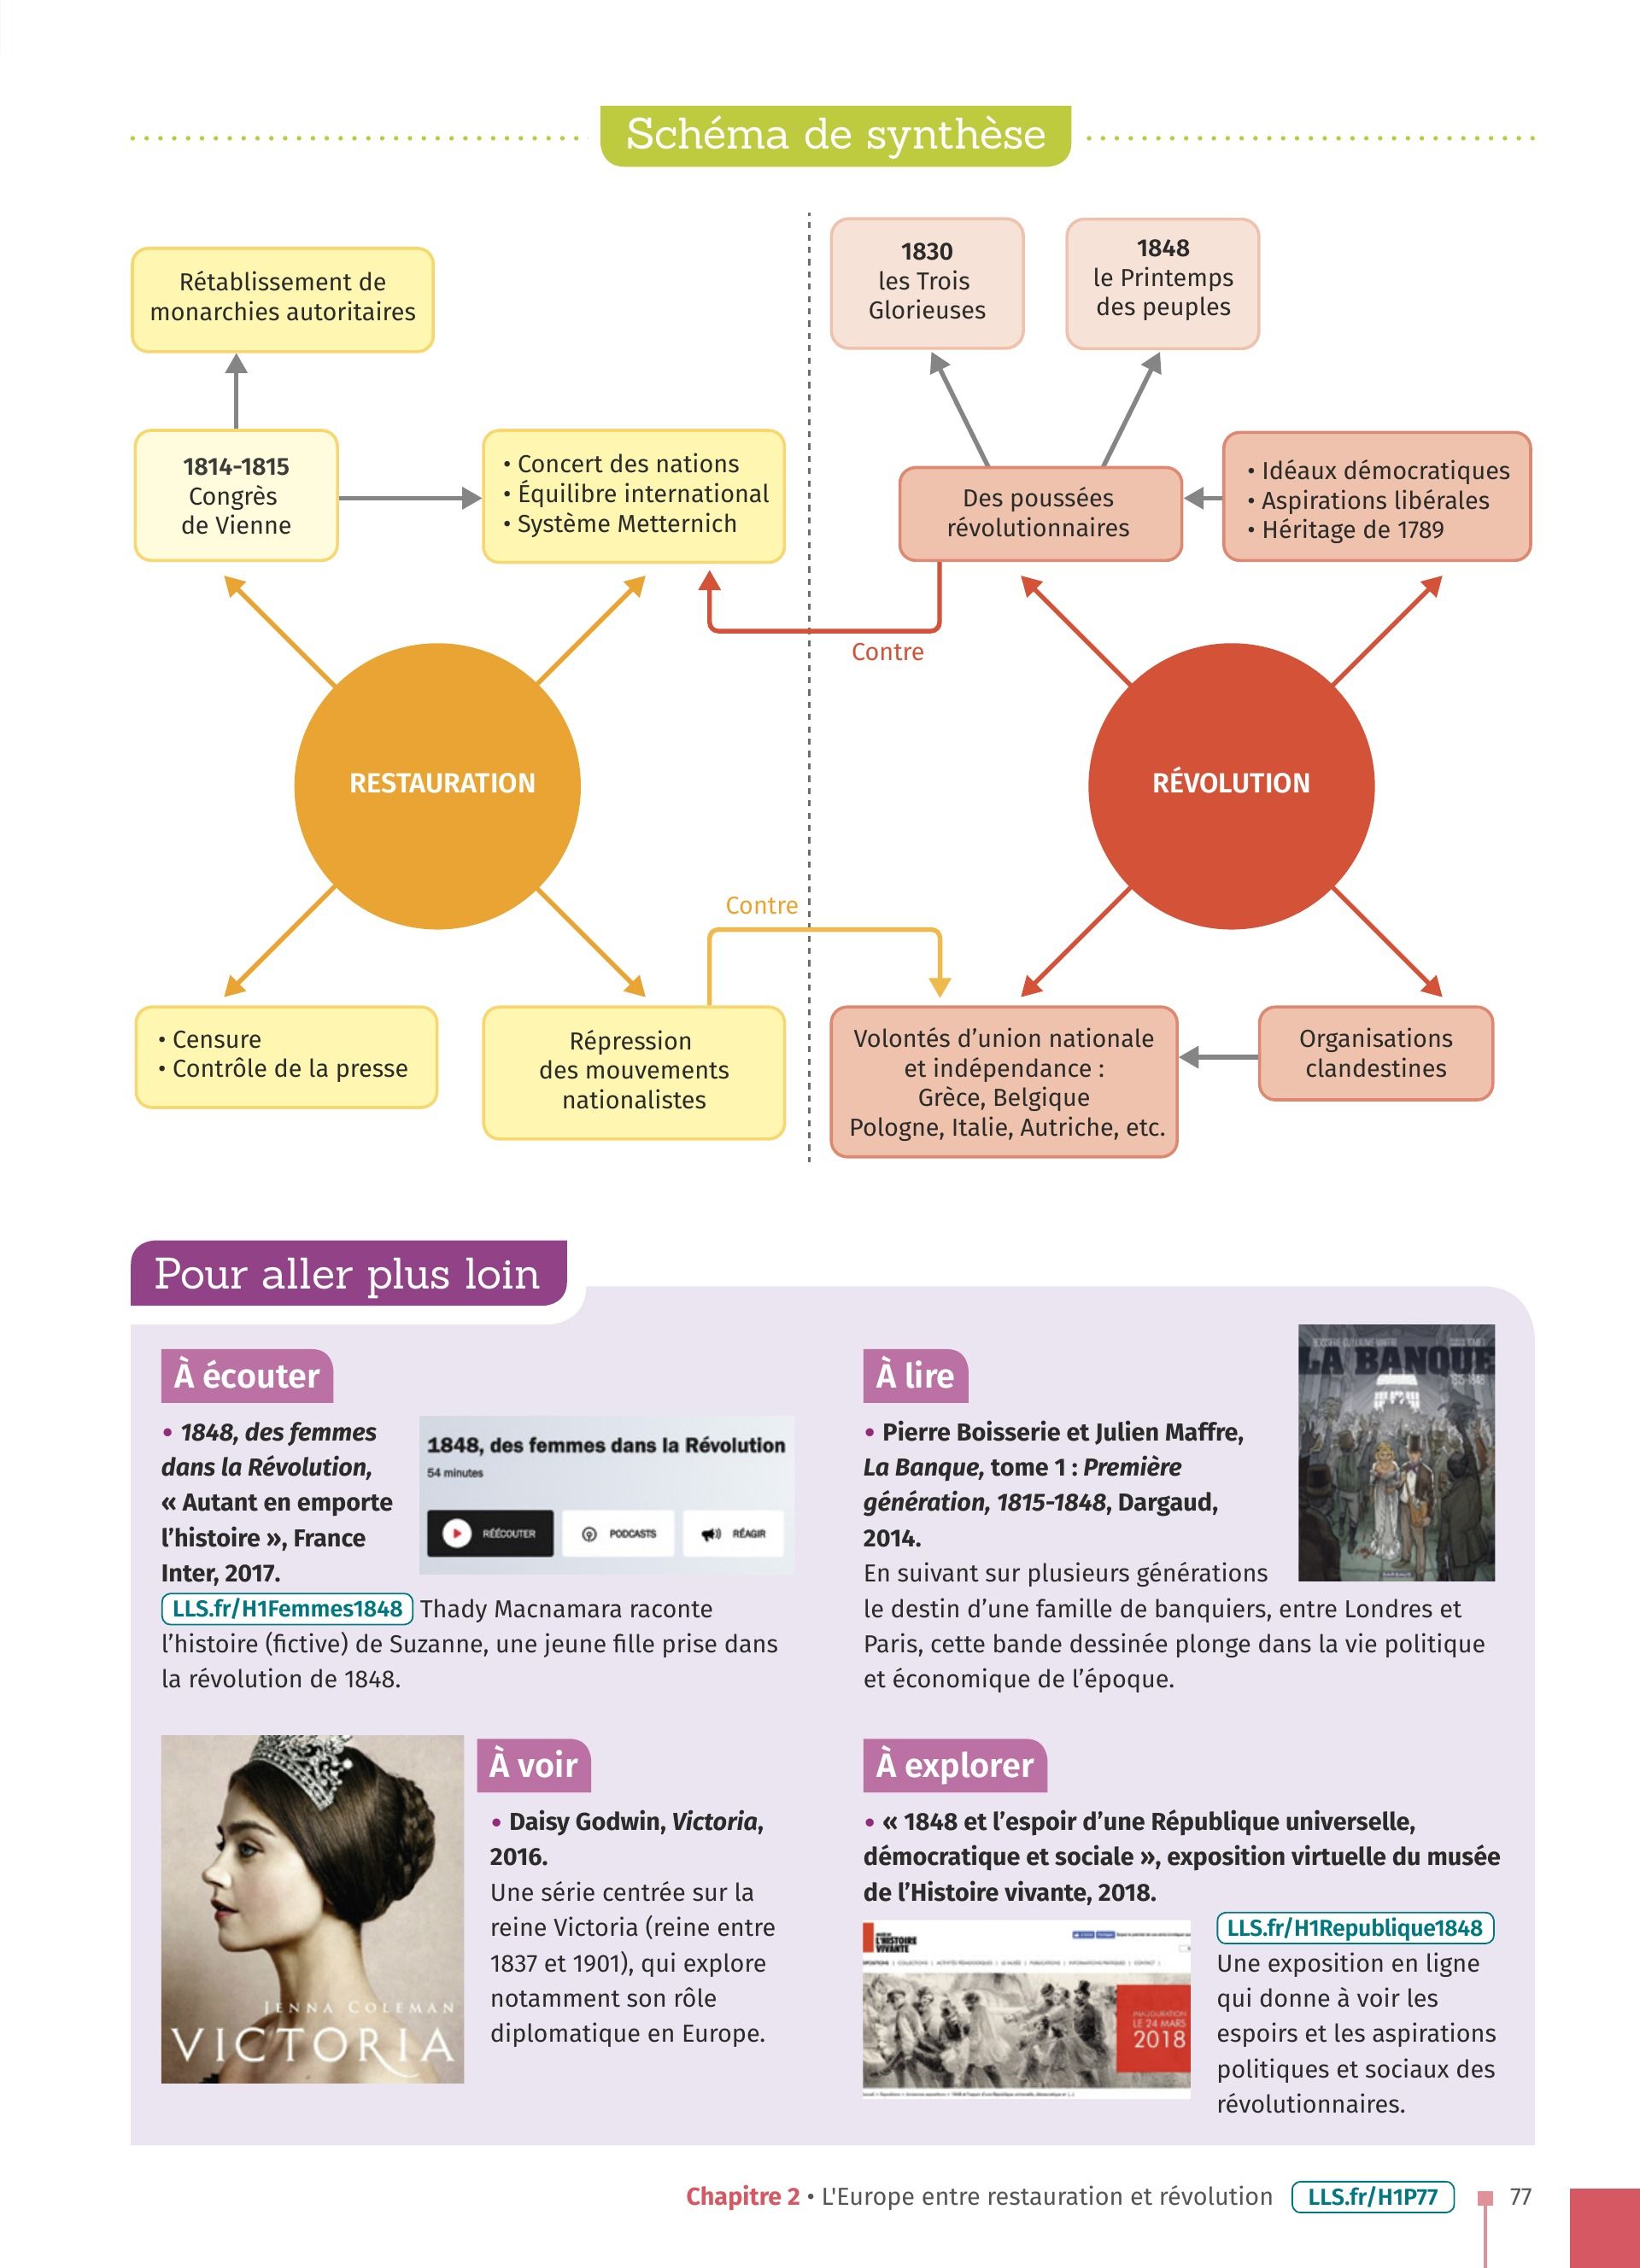 Schéma de synthèse
Rétablissement de
monarchies autoritaires
1814-1815
Congrès
de Vienne
• Concert des nations
• Équilibre international
• Système Metternich
RESTAURATION
• Censure
• Contrôle de la presse
Répression
des mouvements
nationalistes
Contre
1830
les Trois
Glorieuses
1848
le Printemps
des peuples
Des poussées
révolutionnaires
• Idéaux démocratiques
• Aspirations libérales
• Héritage de 1789
Contre
RÉVOLUTION
Volontés d’union nationale
et indépendance :
Grèce, Belgique
Pologne, Italie, Autriche, etc.
Organisations
clandestines
Pour aller plus loin
À écouter
• 1848, des femmes
dans la Révolution,
« Autant en emporte
l’histoire », France
Inter, 2017.
LLS.fr/H1Femmes1848 Thady Macnamara raconte
l’histoire (fictive) de Suzanne, une jeune fille prise dans
la révolution de 1848.
1848, des femmes dans la Révolution
54 minutes
RÉÉCOUTER
PODCASTS
RÉAGIR
À lire
• Pierre Boisserie et Julien Maffre,
La Banque, tome 1 : Première
génération, 1815-1848, Dargaud,
2014.
En suivant sur plusieurs générations
le destin d’une famille de banquiers, entre Londres et
Paris, cette bande dessinée plonge dans la vie politique
et économique de l’époque.
LA BANQUE
1815-1848
DARGAUD
JENNA COLEMAN
VICTORIA
À voir
• Daisy Godwin, Victoria,
2016.
Une série centrée sur la
reine Victoria (reine entre
1837 et 1901), qui explore
notamment son rôle
diplomatique en Europe.
À explorer
• « 1848 et l’espoir d’une République universelle,
démocratique et sociale », exposition virtuelle du musée
de l’Histoire vivante, 2018.
L'HISTOIRE
VIVANTE
INAUGURATION
LE 24 MARS
2018
LLS.fr/H1Republique1848
Une exposition en ligne
qui donne à voir les
espoirs et les aspirations
politiques et sociaux des
révolutionnaires.
Chapitre 2 • L'Europe entre restauration et révolution
LLS.fr/H1P77
77